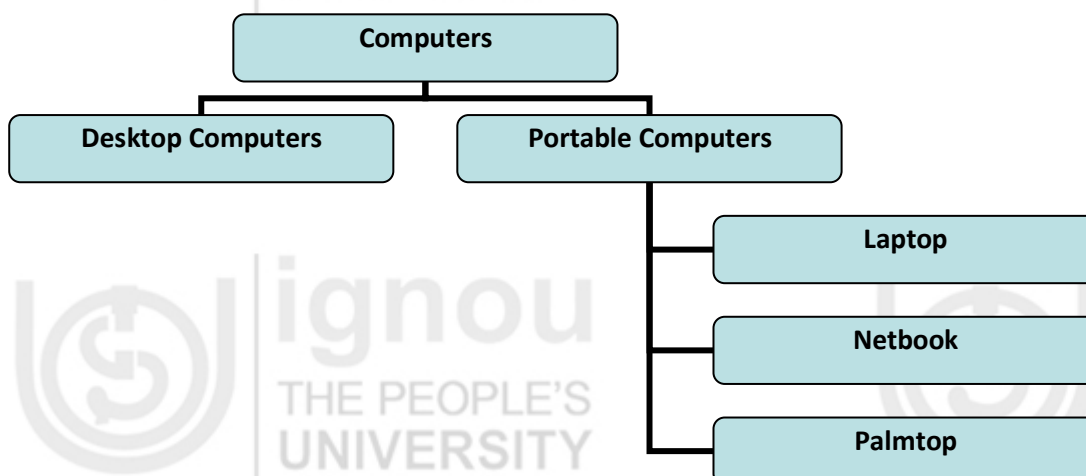 Computers
Desktop Computers
Portable Computers
Laptop
Netbook
Palmtop
ignou
THE PEOPLE'S
UNIVERSITY